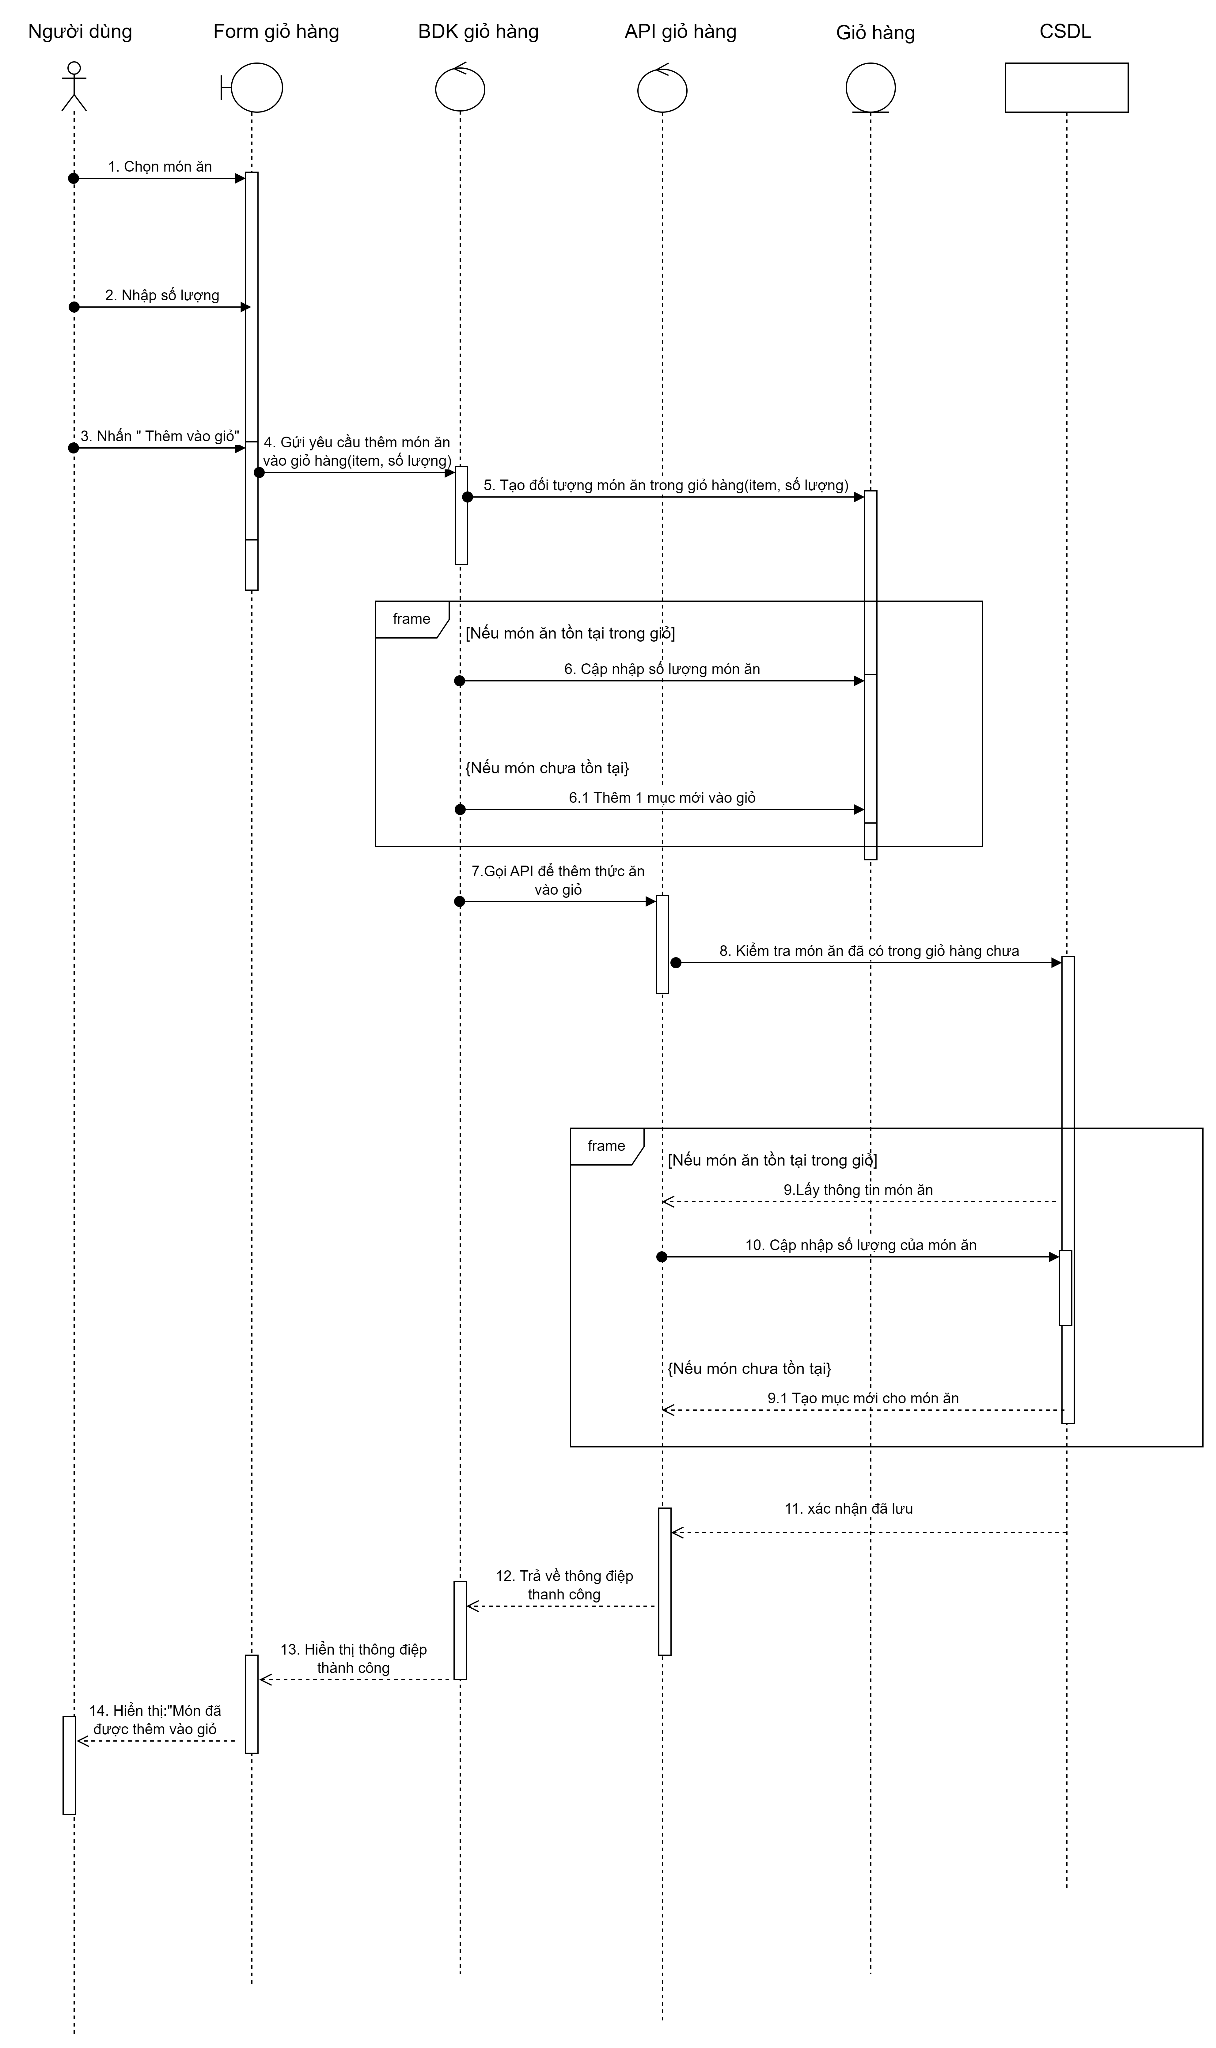 Người dùng
Form giỏ hàng
BDK giỏ hàng
API giỏ hàng
Giỏ hàng
CSDL
1. Chọn món ăn
2. Nhập số lượng
3. Nhấn " Thêm vào giỏ"
4. Gửi yêu cầu thêm món ăn
vào giỏ hàng(item, số lượng)
5. Tạo đối tượng món ăn trong giỏ hàng(item, số lượng)
frame
[Nếu món ăn tồn tại trong giỏ]
6. Cập nhập số lượng món ăn
{Nếu món chưa tồn tại}
6.1 Thêm 1 mục mới vào giỏ
7.Gọi API để thêm thức ăn
vào giỏ
8. Kiểm tra món ăn đã có trong giỏ hàng chưa
frame
[Nếu món ăn tồn tại trong giỏ]
9.Lấy thông tin món ăn
10. Cập nhập số lượng của món ăn
{Nếu món chưa tồn tại}
9.1 Tạo mục mới cho món ăn
11. xác nhận đã lưu
12. Trả về thông điệp
thanh công
13. Hiển thị thông điệp
thành công
14. Hiển thị:"Món đã
được thêm vào giỏ